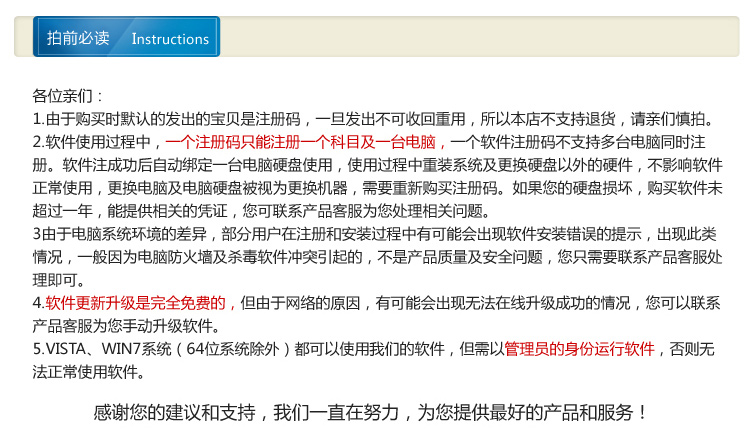 拍前必读 Instructions
各位亲们：
1.由于购买时默认的发出的宝贝是注册码，一旦发出不可收回重用，所以本店不支持退货，请亲们慎拍。
2.软件使用过程中，一个注册码只能注册一个科目及一台电脑，一个软件注册码不支持多台电脑同时注
册。软件注成功后自动绑定一台电脑硬盘使用，使用过程中重装系统及更换硬盘以外的硬件，不影响软件
正常使用，更换电脑及电脑硬盘被视为更换机器，需要重新购买注册码。如果您的硬盘损坏，购买软件未
超过一年，能提供相关的凭证，您可联系产品客服为您处理相关问题。
3由于电脑系统环境的差异，部分用户在注册和安装过程中有可能会出现软件安装错误的提示，出现此类
情况，一般因为电脑防火墙及杀毒软件冲突引起的，不是产品质量及安全问题，您只需要联系产品客服处
理即可。
4.软件更新升级是完全免费的，但由于网络的原因，有可能会出现无法在线升级成功的情况，您可以联系
产品客服为您手动升级软件。
5.VISTA、WIN7系统（64位系统除外）都可以使用我们的软件，但需以管理员的身份运行软件，否则无
法正常使用软件。
感谢您的建议和支持，我们一直在努力，为您提供最好的产品和服务！